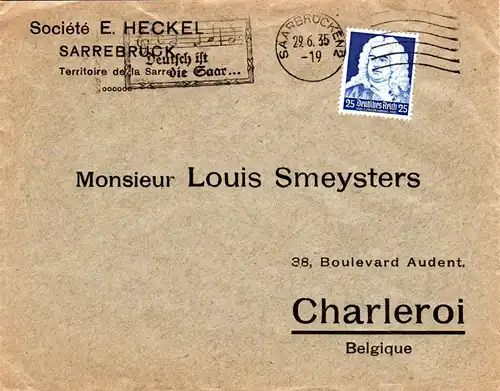 Société E. HECKEL
SARREBRUCK
Territoire de la Sarre
Deutsch ist
die Saar...
SAARBRÜCKEN 2
29.6.35
-19
25 Deutsches Reich 25
Monsieur Louis Smeysters
38, Boulevard Audent.
Charleroi
Belgique